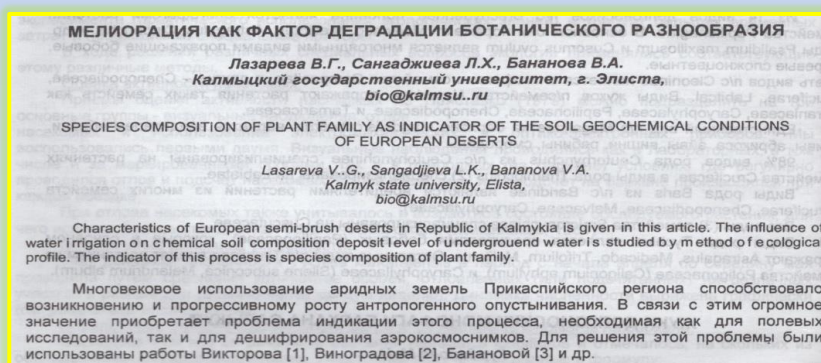 МЕЛИОРАЦИЯ КАК ФАКТОР ДЕГРАДАЦИИ БОТАНИЧЕСКОГО РАЗНООБРАЗИЯ
Лазарева В.Г., Сангаджиева Л.Х., Бананова В.А.
Калмыцкий государственный университет, г. Элиста,
bio@kalmsu..ru
SPECIES COMPOSITION OF PLANT FAMILY AS INDICATOR OF THE SOIL GEOCHEMICAL CONDITIONS
OF EUROPEAN DESERTS
Lasareva V..G., Sangadjieva L.K., Bananova V.A.
Kalmyk state university, Elista,
bio@kalmsu.ru
Characteristics of European semi-brush deserts in Republic of Kalmykia is given in this article. The influence of
water irrigation on chemical soil composition deposit level of undergrouend water is studied by method of ecological
profile. The indicator of this process is species composition of plant family.
Многовековое использование аридных земель Прикаспийского региона способствовало
возникновению и прогрессивному росту антропогенного опустынивания. В связи с этим огромное
значение приобретает проблема индикации этого процесса, необходимая как для полевых
исследований, так и для дешифрирования аэрокосмоснимков. Для решения этой проблемы были
использованы работы Викторова [1], Виноградова [2], Банановой [3] и др.